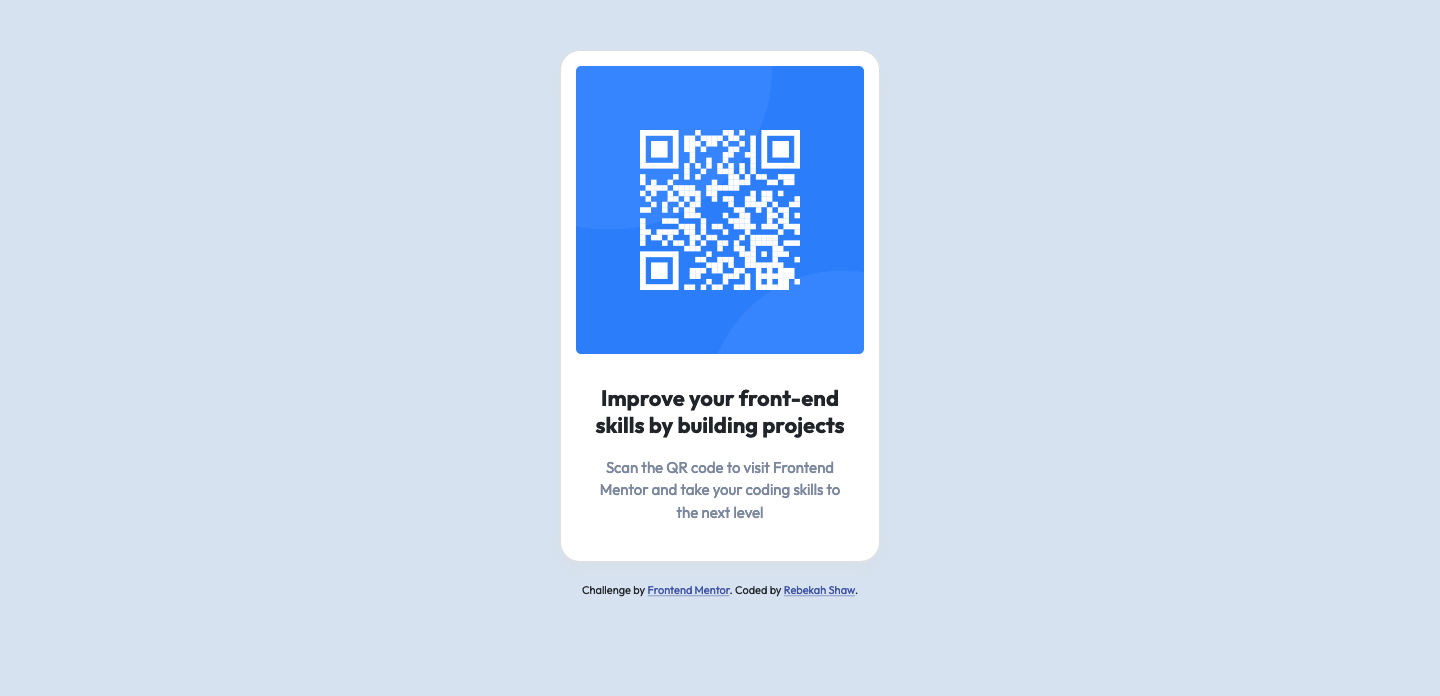 Improve your front-end
skills by building projects
Scan the QR code to visit Frontend
Mentor and take your coding skills to
the next level
Challenge by Frontend Mentor. Coded by Rebekah Shaw.